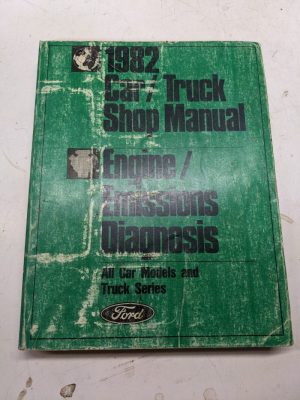 1982
Car/Truck
Shop Manual
Engine/
Emissions
Diagnosis
All Car Models and
Truck Series
Ford